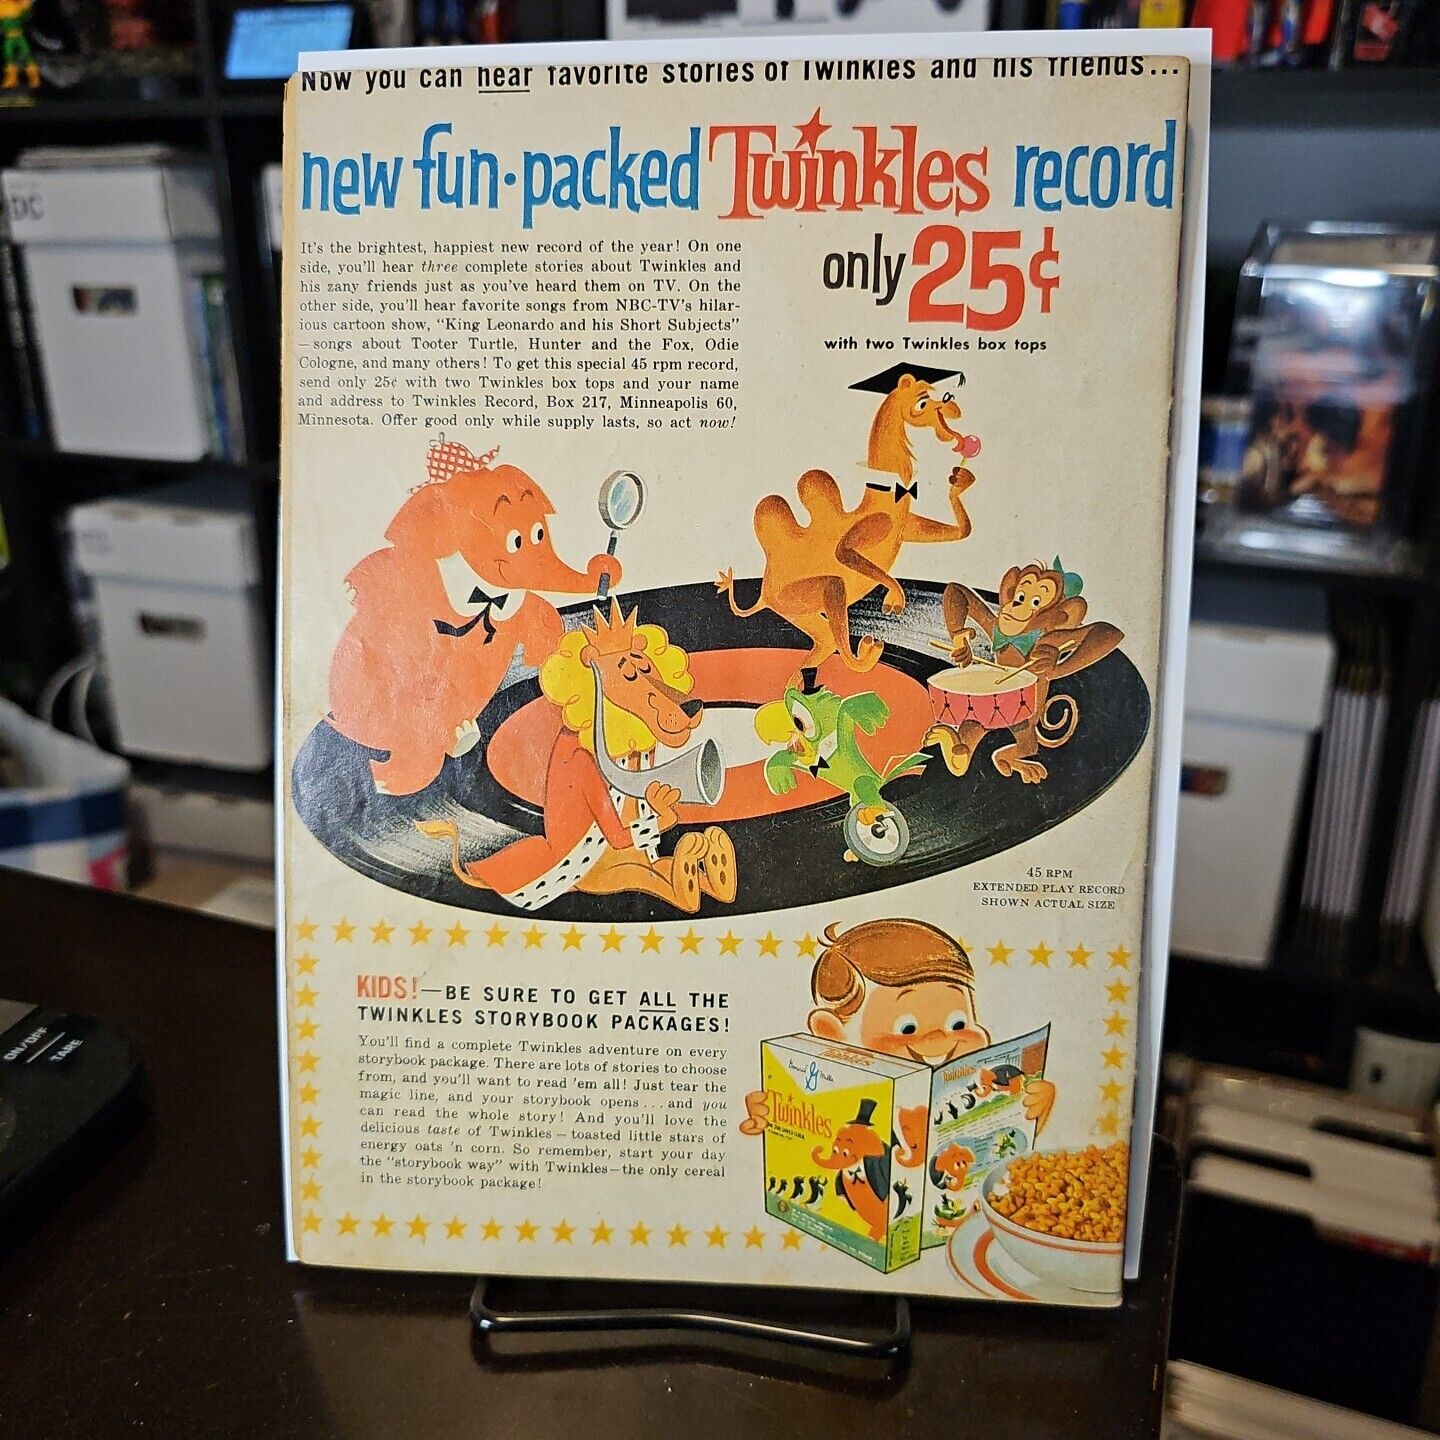 Now you can hear favorite stories of Twinkles and his friends...
new fun-packed Twinkles record
only 25¢
with two Twinkles box tops
It's the brightest, happiest new record of the year! On one
side, you'll hear three complete stories about Twinkles and
his zany friends just as you've heard them on TV. On the
other side, you'll hear favorite songs from NBC-TV's hilar-
ious cartoon show, "King Leonardo and his Short Subjects"
—songs about Tooter Turtle, Hunter and the Fox, Odie
Cologne, and many others! To get this special 45 rpm record,
send only 25¢ with two Twinkles box tops and your name
and address to Twinkles Record, Box 217, Minneapolis 60,
Minnesota. Offer good only while supply lasts, so act now!
45 RPM
EXTENDED PLAY RECORD
SHOWN ACTUAL SIZE
KIDS!—BE SURE TO GET ALL THE
TWINKLES STORYBOOK PACKAGES!
You'll find a complete Twinkles adventure on every
storybook package. There are lots of stories to choose
from, and you'll want to read 'em all! Just tear the
magic line, and your storybook opens...and you
can read the whole story! And you'll love the
delicious taste of Twinkles—toasted little stars of
energy oats 'n corn. So remember, start your day
the "storybook way" with Twinkles—the only cereal
in the storybook package!
General Mills
Twinkles
Twinkles
Twinkles
DC
ON/OFF
TARE